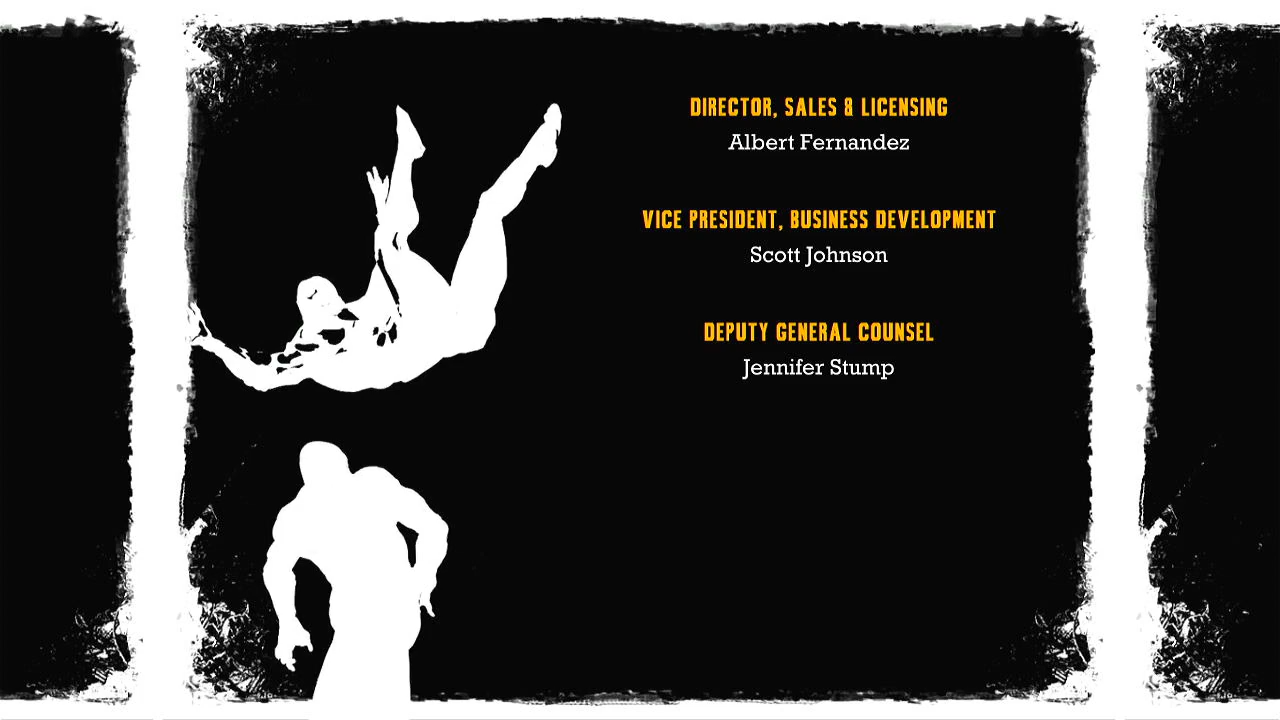 DIRECTOR, SALES & LICENSING
Albert Fernandez
VICE PRESIDENT, BUSINESS DEVELOPMENT
Scott Johnson
DEPUTY GENERAL COUNSEL
Jennifer Stump